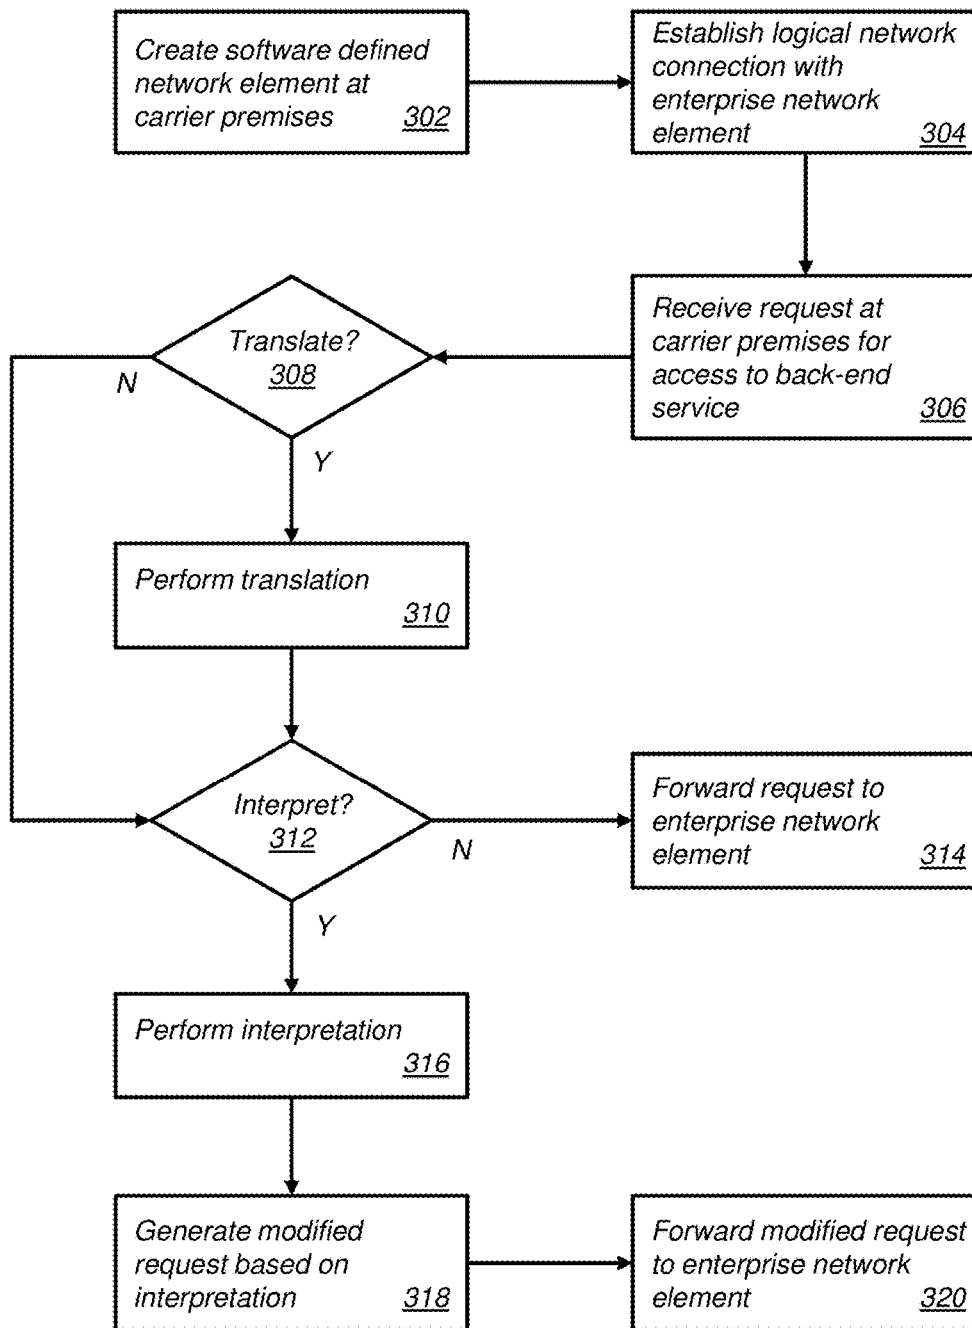 Create software defined
network element at
carrier premises 302
Establish logical network
connection with
enterprise network
element 304
Receive request at
carrier premises for
access to back-end
service 306
Translate?
308
N
Y
Perform translation
310
Interpret?
312
N
Y
Forward request to
enterprise network
element 314
Perform interpretation
316
Generate modified
request based on
interpretation 318
Forward modified request
to enterprise network
element 320